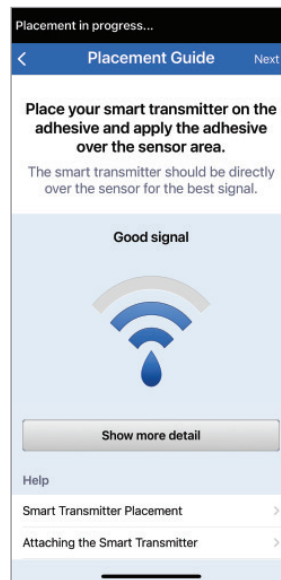 Placement in progress...
Placement Guide Next
Place your smart transmitter on the
adhesive and apply the adhesive
over the sensor area.
The smart transmitter should be directly
over the sensor for the best signal.
Good signal
Show more detail
Help
Smart Transmitter Placement
Attaching the Smart Transmitter